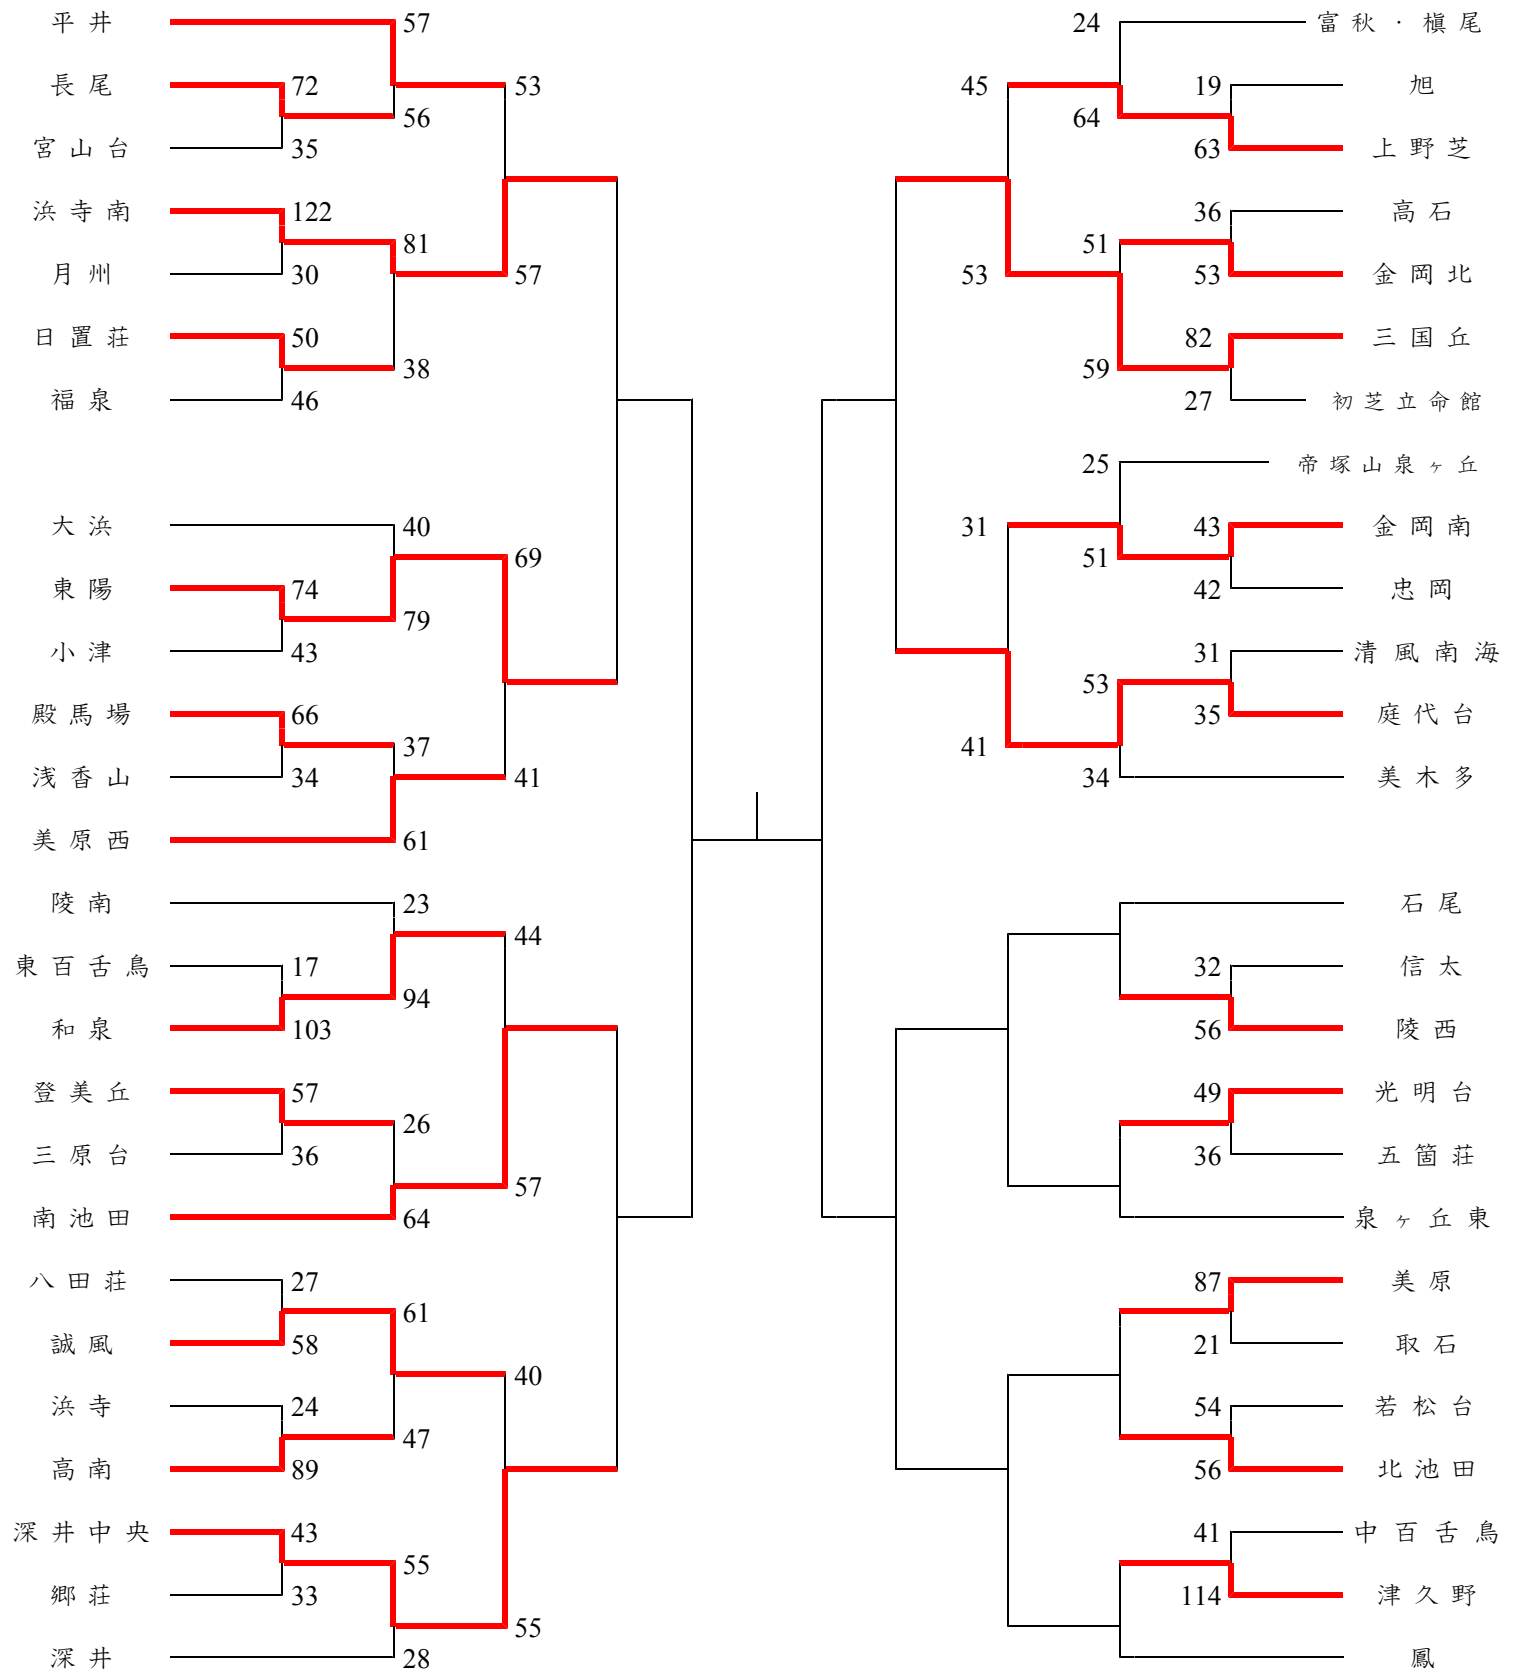 平井 57 24 富秋・槇尾
長尾 72 53 45 19 旭
56 64
宮山台 35 63 上野芝
浜寺南 122 36 高石
81 51
月州 30 57 53 53 金岡北
日置荘 50 82 三国丘
38 59
福泉 46 27 初芝立命館
25 帝塚山泉ヶ丘
大浜 40 31 43 金岡南
69 51
東陽 74 42 忠岡
79
小津 43 31 清風南海
53
殿馬場 66 35 庭代台
37 41
浅香山 34 41 34 美木多
美原西 61
陵南 23 石尾
44
東百舌鳥 17 32 信太
94
和泉 103 56 陵西
登美丘 57 49 光明台
26
三原台 36 36 五箇荘
57
南池田 64 泉ヶ丘東
八田荘 27 87 美原
61
誠風 58 21 取石
40
浜寺 24 54 若松台
47
高南 89 56 北池田
深井中央 43 41 中百舌鳥
55
郷荘 33 114 津久野
55
深井 28 鳳